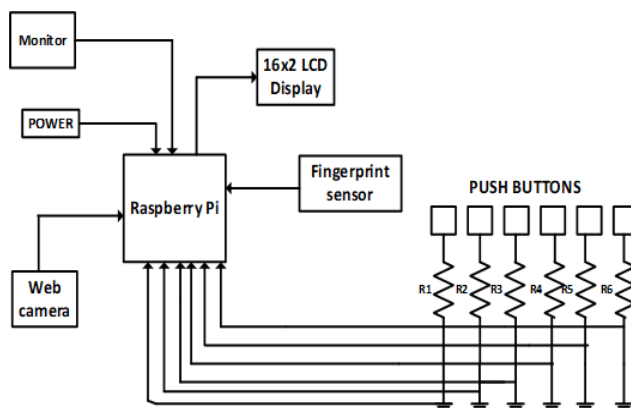 Monitor
16x2 LCD
Display
POWER
Raspberry Pi
Fingerprint
sensor
PUSH BUTTONS
Web
camera
R1
R2
R3
R4
R5
R6